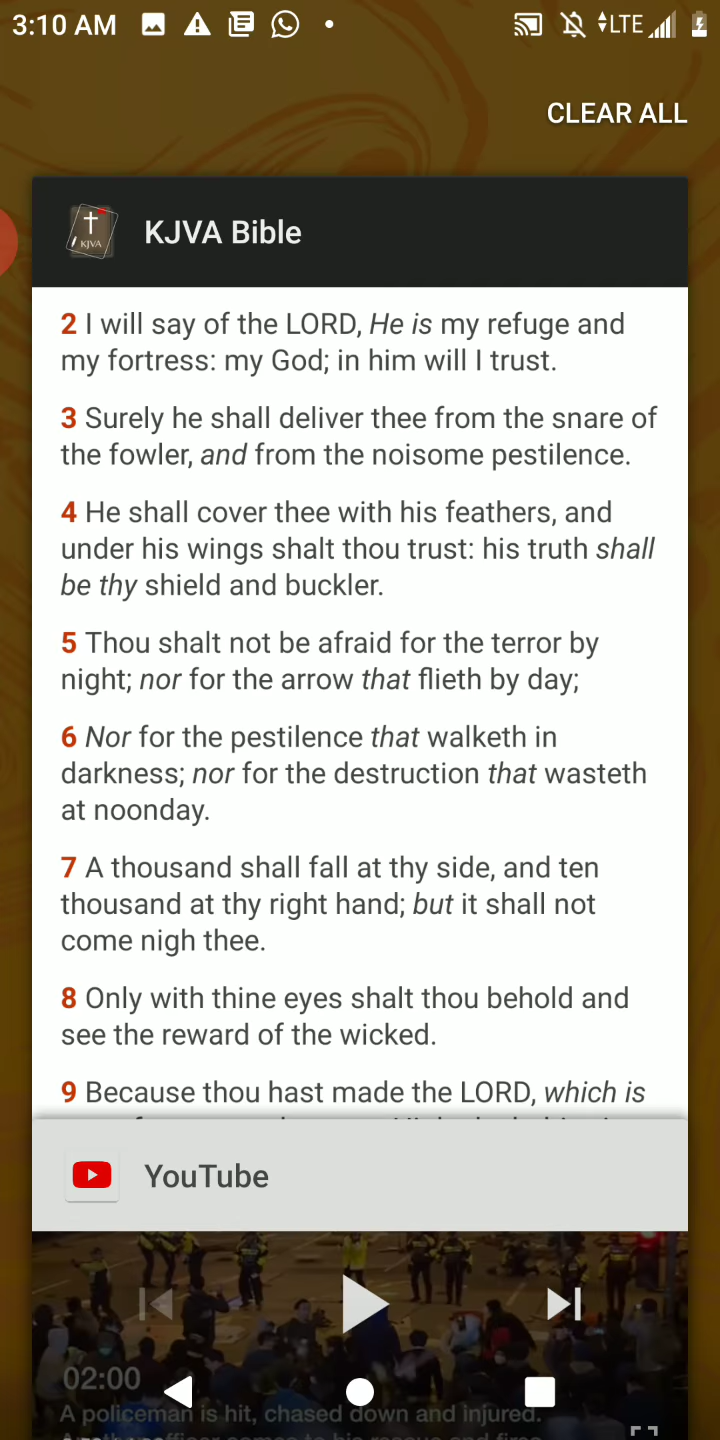 3:10 AM
LTE
CLEAR ALL
KJVA
KJVA Bible
2 I will say of the LORD, He is my refuge and
my fortress: my God; in him will I trust.
3 Surely he shall deliver thee from the snare of
the fowler, and from the noisome pestilence.
4 He shall cover thee with his feathers, and
under his wings shalt thou trust: his truth shall
be thy shield and buckler.
5 Thou shalt not be afraid for the terror by
night; nor for the arrow that flieth by day;
6 Nor for the pestilence that walketh in
darkness; nor for the destruction that wasteth
at noonday.
7 A thousand shall fall at thy side, and ten
thousand at thy right hand; but it shall not
come nigh thee.
8 Only with thine eyes shalt thou behold and
see the reward of the wicked.
9 Because thou hast made the LORD, which is
YouTube
02:00
A policeman is hit, chased down and injured.